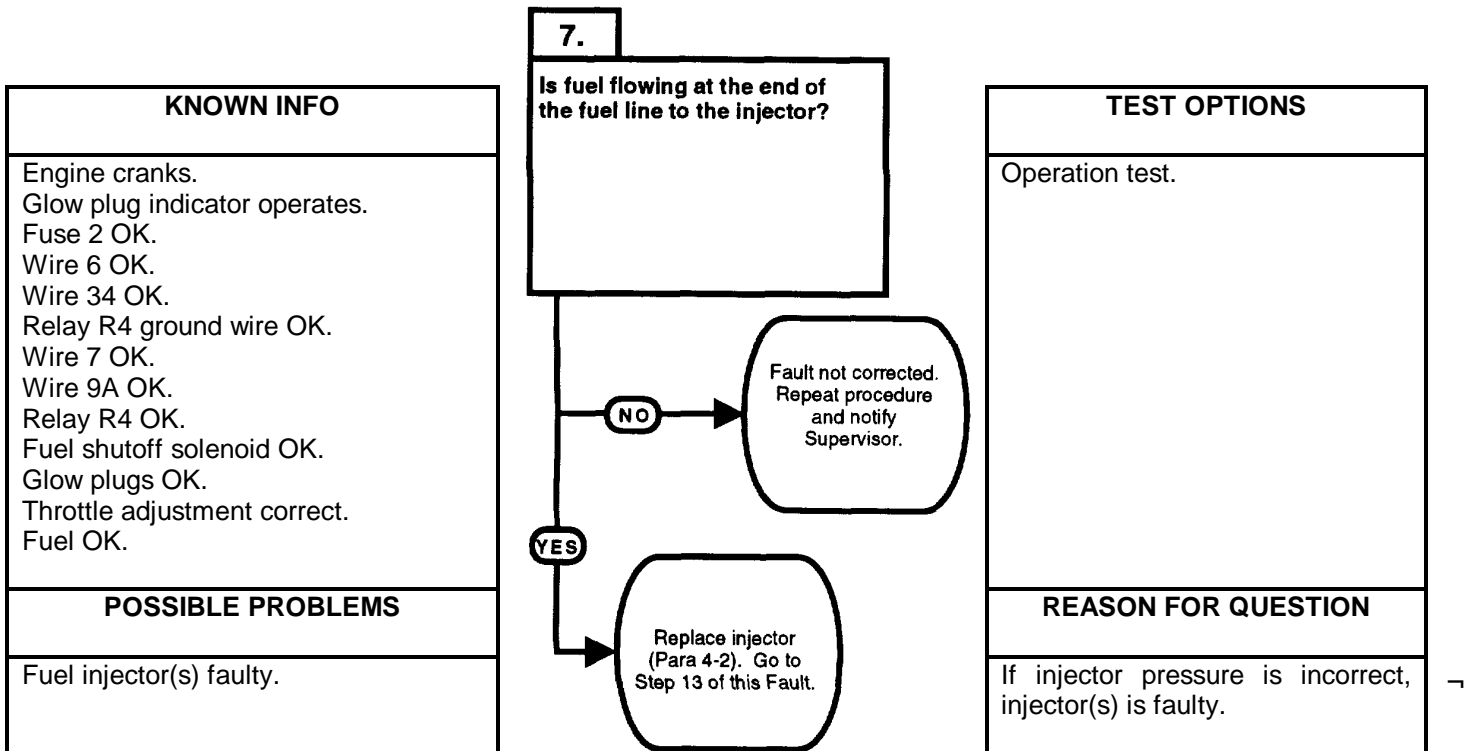 7.
Is fuel flowing at the end of
the fuel line to the injector?
KNOWN INFO
Engine cranks.
Glow plug indicator operates.
Fuse 2 OK.
Wire 6 OK.
Wire 34 OK.
Relay R4 ground wire OK.
Wire 7 OK.
Wire 9A OK.
Relay R4 OK.
Fuel shutoff solenoid OK.
Glow plugs OK.
Throttle adjustment correct.
Fuel OK.
POSSIBLE PROBLEMS
Fuel injector(s) faulty.
NO
Fault not corrected.
Repeat procedure
and notify
Supervisor.
YES
Replace injector
(Para 4-2). Go to
Step 13 of this Fault.
TEST OPTIONS
Operation test.
REASON FOR QUESTION
If injector pressure is incorrect, ¬
injector(s) is faulty.